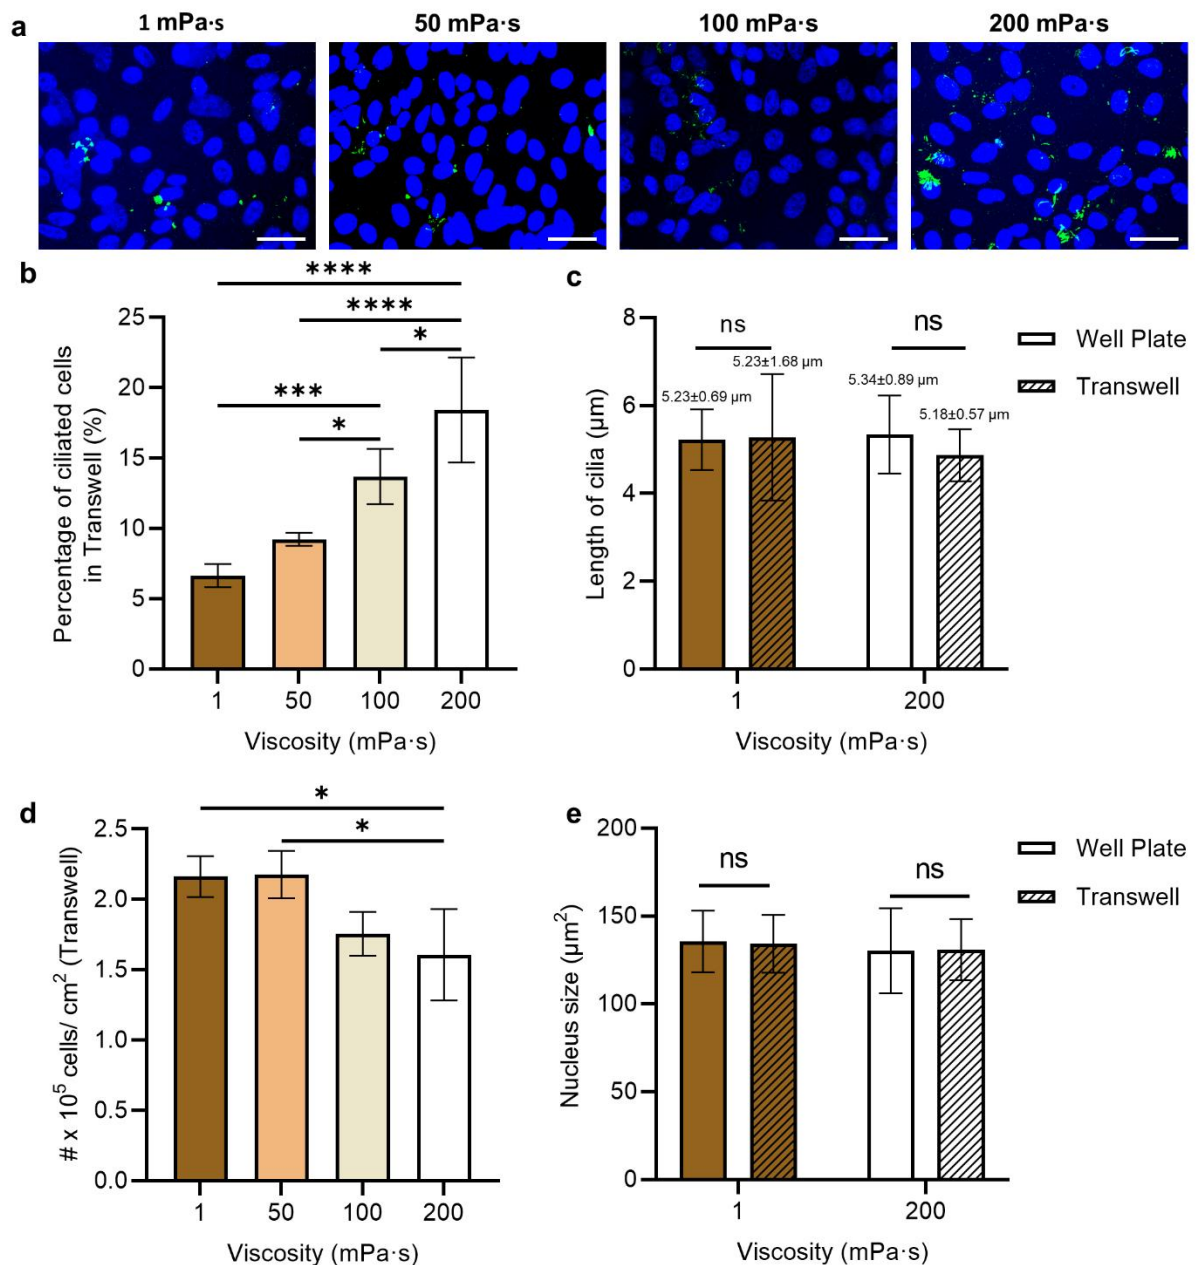 a
1 mPa·s
50 mPa·s
100 mPa·s
200 mPa·s
b
Percentage of ciliated cells
in Transwell (%)
25
20
15
10
5
0
****
****
*
***
*
1
50
100
200
Viscosity (mPa·s)
c
Length of cilia (µm)
8
6
4
2
0
ns
ns
5.23±0.69 µm
5.23±1.68 µm
5.34±0.89 µm
5.18±0.57 µm
1
200
Viscosity (mPa·s)
Well Plate
Transwell
d
# x 10⁵ cells/ cm² (Transwell)
2.5
2.0
1.5
1.0
0.5
0.0
*
*
1
50
100
200
Viscosity (mPa·s)
e
Nucleus size (µm²)
200
150
100
50
0
ns
ns
1
200
Viscosity (mPa·s)
Well Plate
Transwell